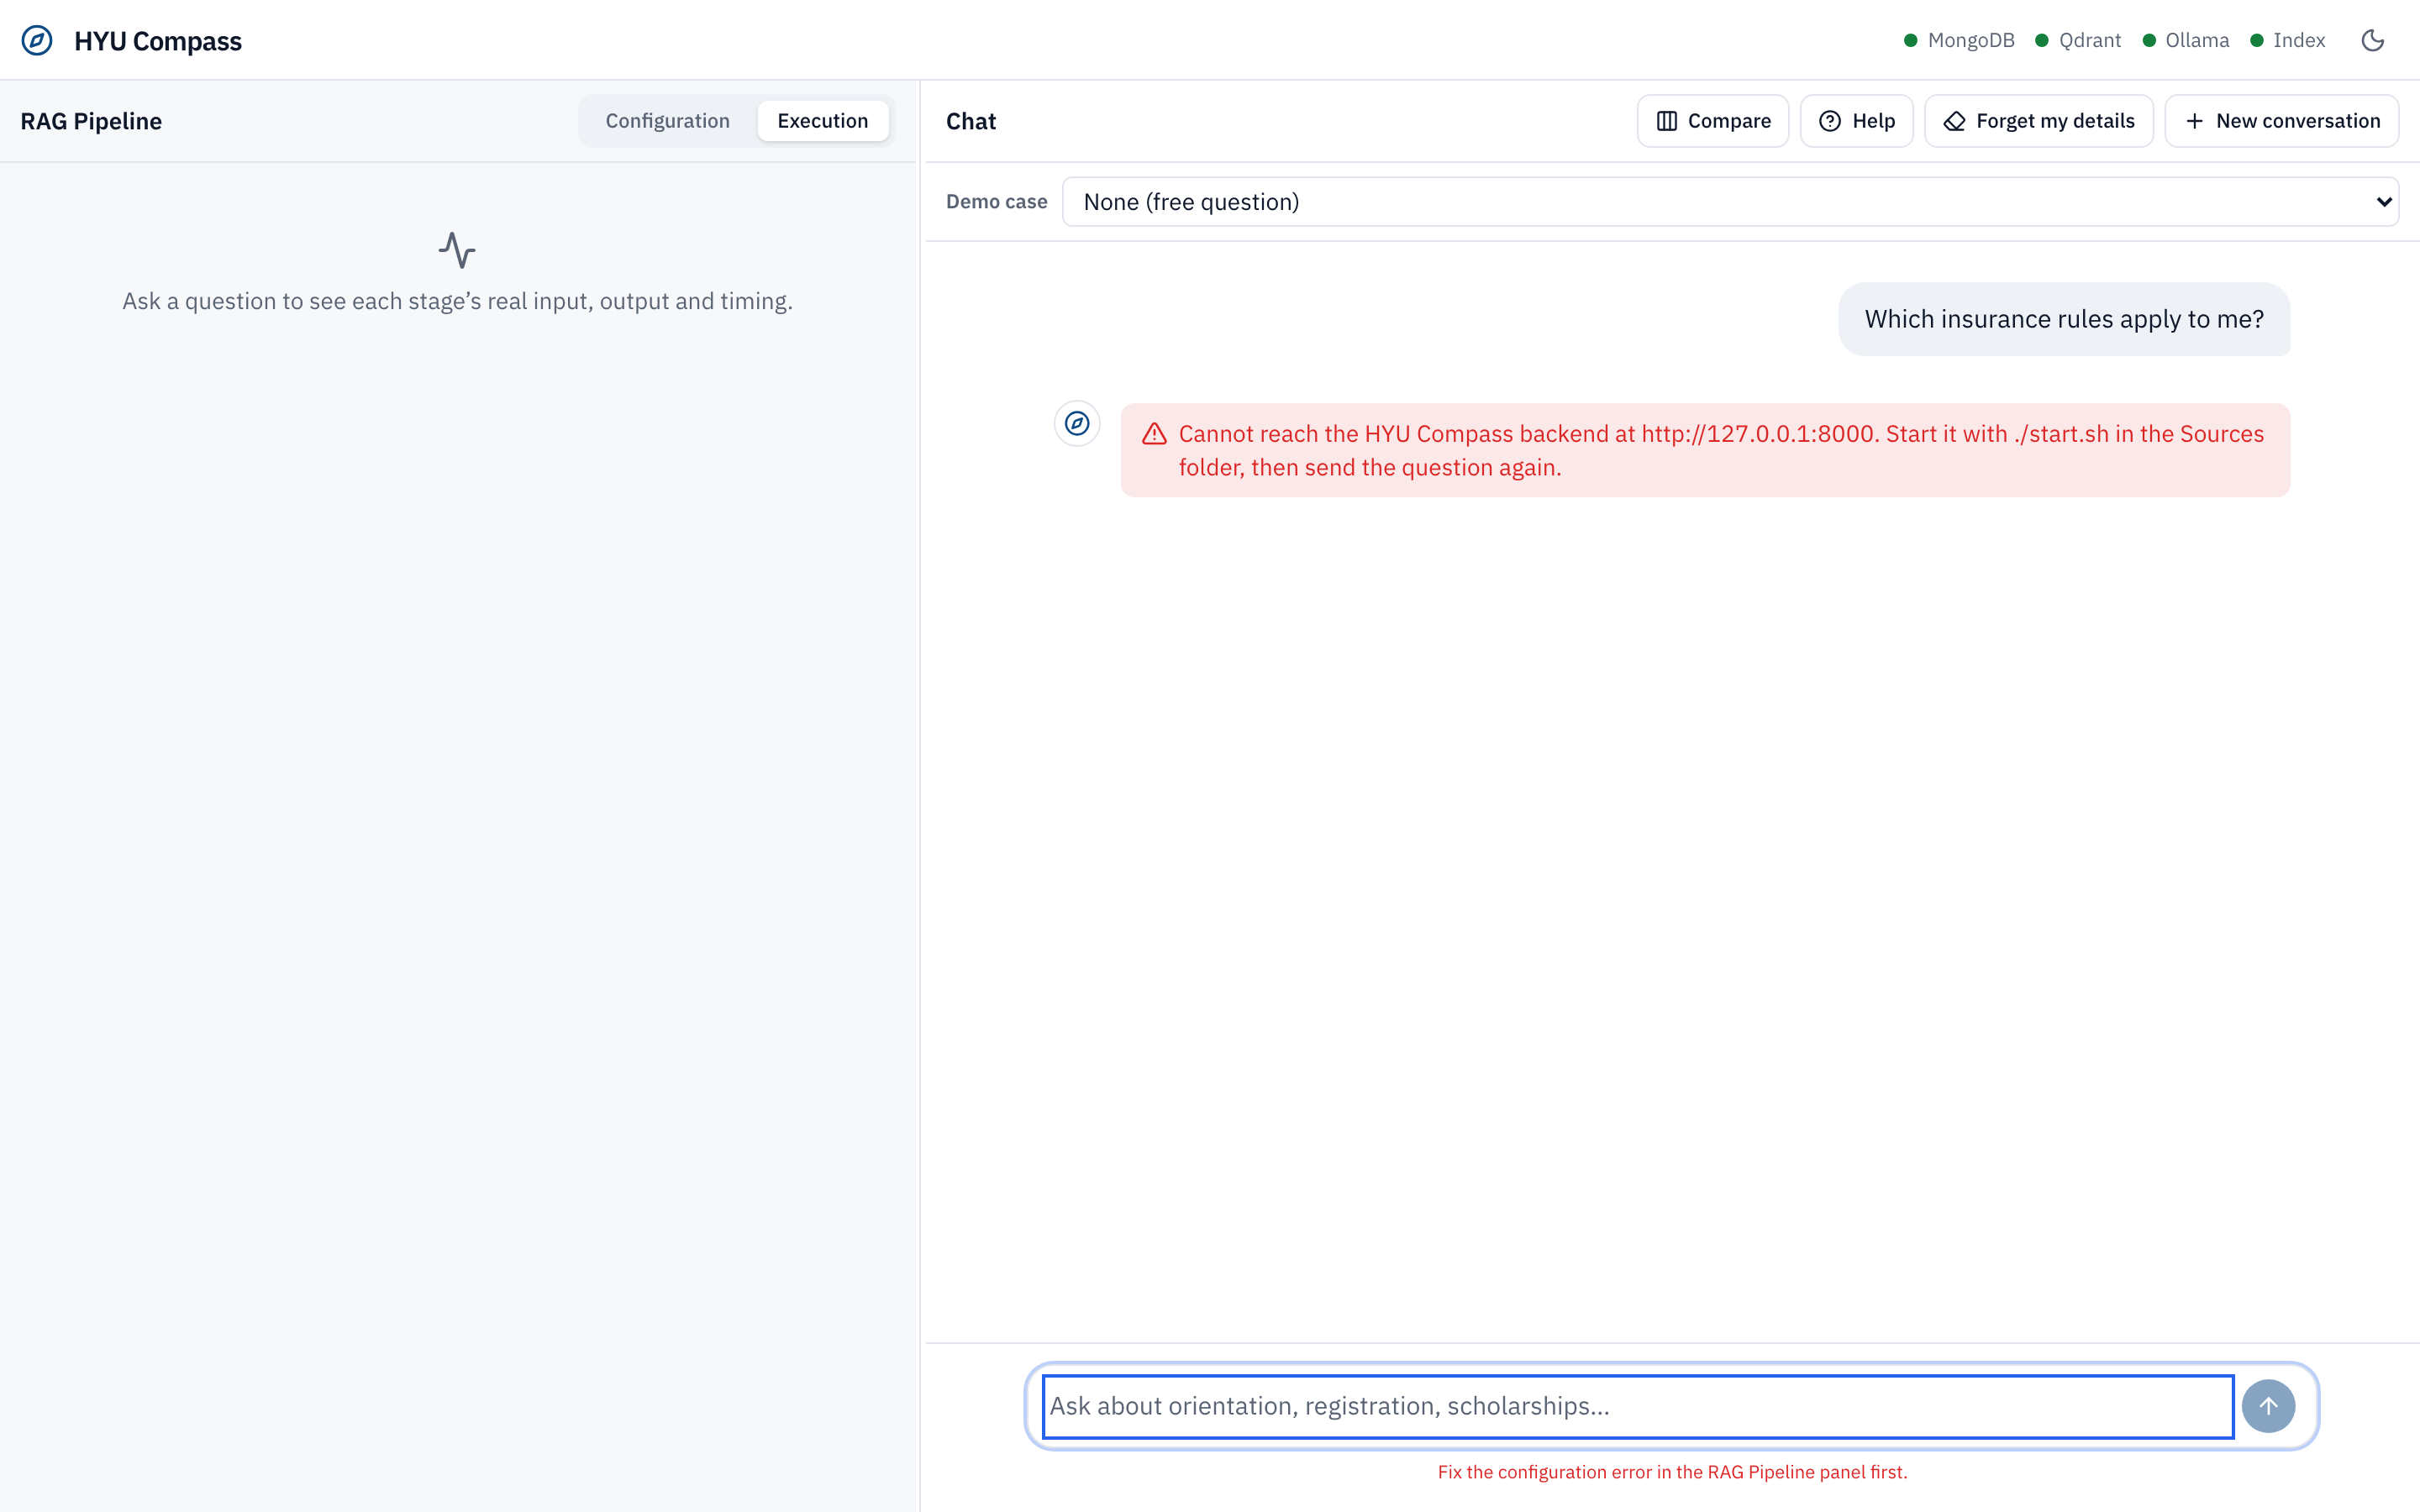 HYU Compass
MongoDB Qdrant Ollama Index
RAG Pipeline
Configuration Execution
Ask a question to see each stage’s real input, output and timing.
Chat
Compare Help Forget my details New conversation
Demo case None (free question)
Which insurance rules apply to me?
Cannot reach the HYU Compass backend at http://127.0.0.1:8000. Start it with ./start.sh in the Sources
folder, then send the question again.
Ask about orientation, registration, scholarships...
Fix the configuration error in the RAG Pipeline panel first.